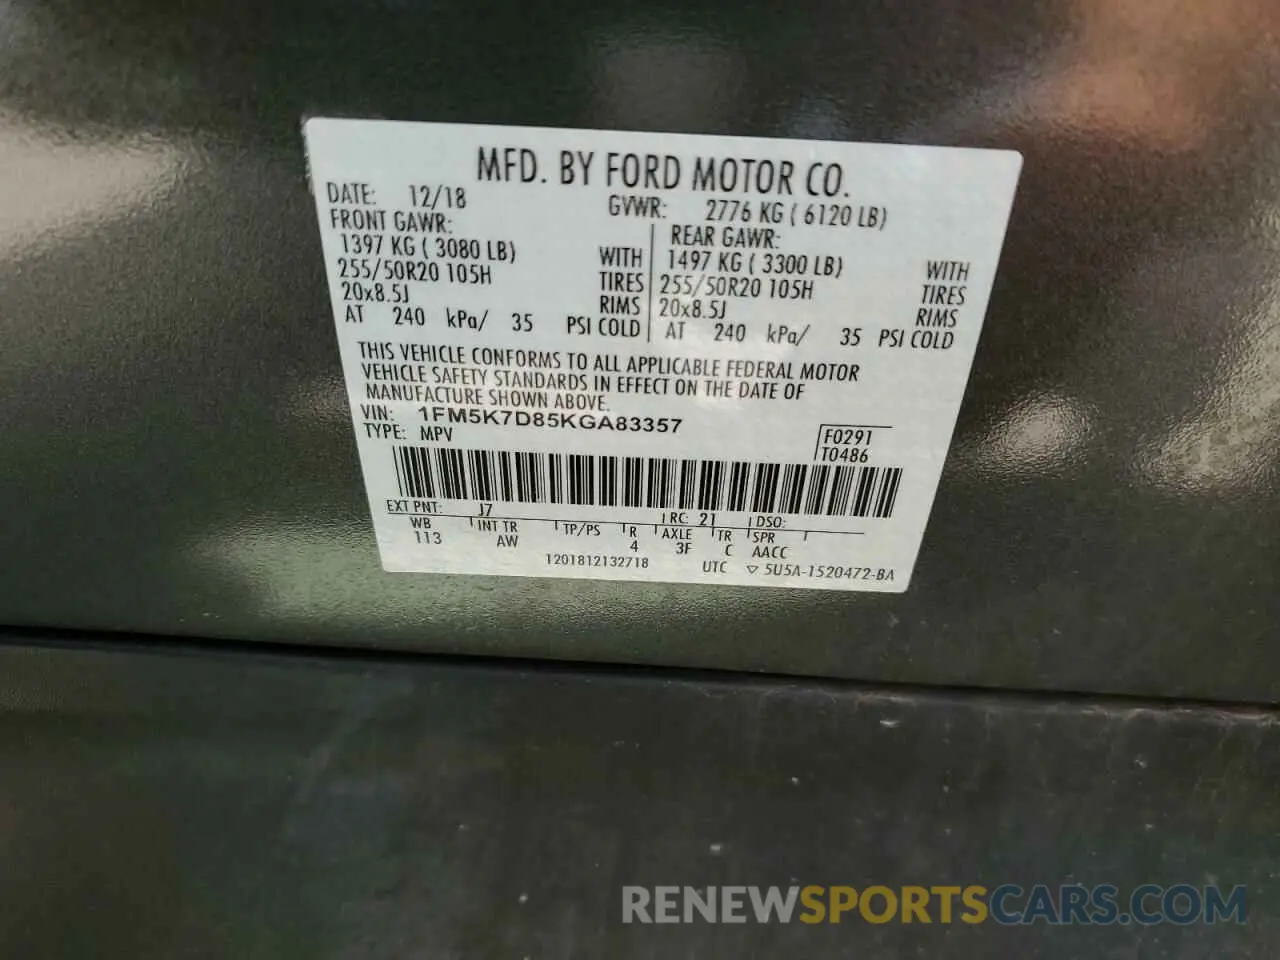 MFD. BY FORD MOTOR CO.
DATE: 12/18 GVWR: 2776 KG ( 6120 LB)
FRONT GAWR: REAR GAWR:
1397 KG ( 3080 LB) WITH 1497 KG ( 3300 LB) WITH
255/50R20 105H TIRES 255/50R20 105H TIRES
20x8.5J RIMS 20x8.5J RIMS
AT 240 kPa/ 35 PSI COLD AT 240 kPa/ 35 PSI COLD
THIS VEHICLE CONFORMS TO ALL APPLICABLE FEDERAL MOTOR
VEHICLE SAFETY STANDARDS IN EFFECT ON THE DATE OF
MANUFACTURE SHOWN ABOVE.
VIN: 1FM5K7D85KGA83357
TYPE: MPV
F0291
T0486
EXT PNT: J7 RC: 21 DSO:
WB INT TR TP/PS R AXLE TR SPR
113 AW 4 3F C AACC
1201812132718 UTC ▽ 5U5A-1520472-BA
RENEWSPORTSCARS.COM